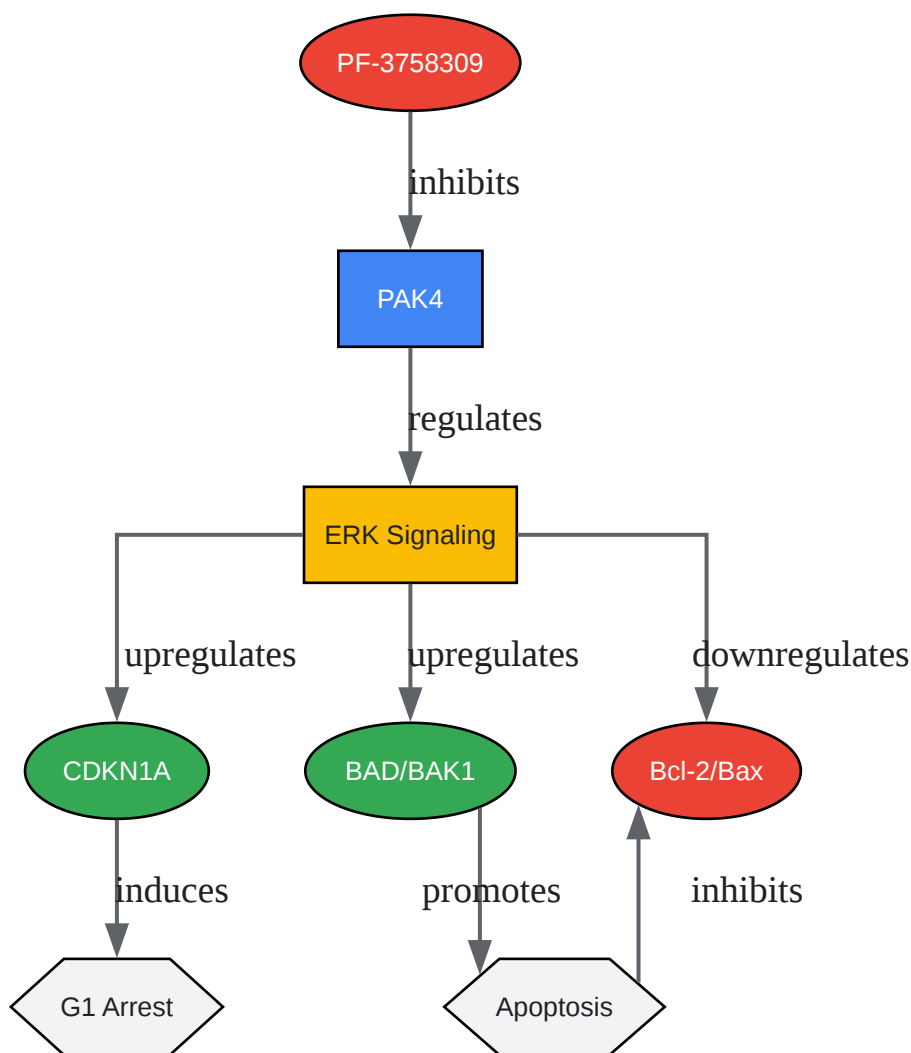 PF-3758309
inhibits
PAK4
regulates
ERK Signaling
upregulates
upregulates
downregulates
CDKN1A
BAD/BAK1
Bcl-2/Bax
induces
promotes
inhibits
G1 Arrest
Apoptosis